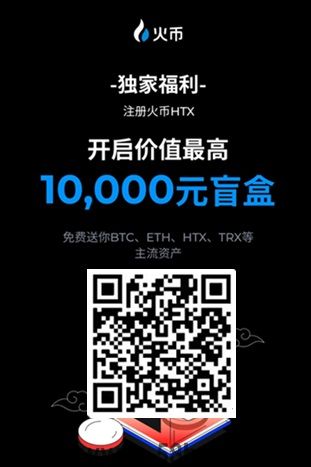 火币
-独家福利-
注册火币HTX
开启价值最高
10,000元盲盒
免费送你BTC、ETH、HTX、TRX等
主流资产